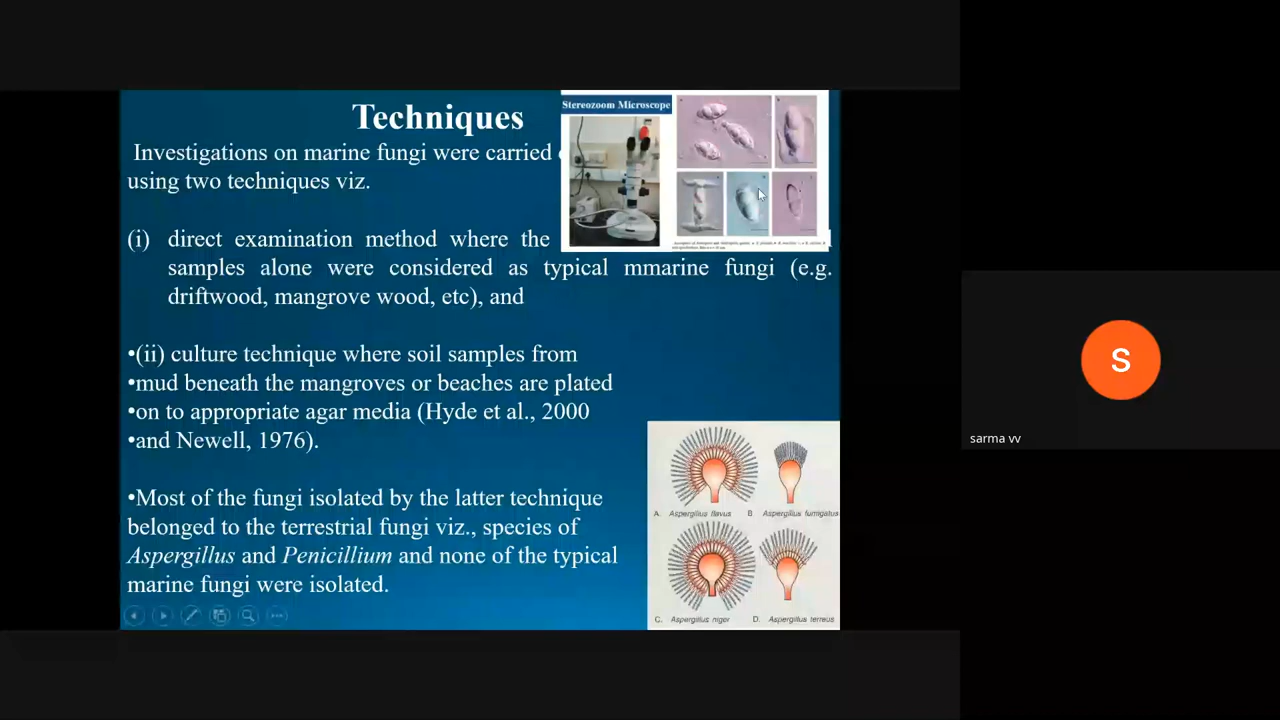 Techniques
Stereozoom Microscope
Investigations on marine fungi were carried
using two techniques viz.
(i) direct examination method where the
samples alone were considered as typical mmarine fungi (e.g.
driftwood, mangrove wood, etc), and
•(ii) culture technique where soil samples from
•mud beneath the mangroves or beaches are plated
•on to appropriate agar media (Hyde et al., 2000
•and Newell, 1976).
•Most of the fungi isolated by the latter technique
belonged to the terrestrial fungi viz., species of
Aspergillus and Penicillium and none of the typical
marine fungi were isolated.
A. Aspergillus flavus B Aspergillus fumigatus
C. Aspergillus niger D. Aspergillus terreus
S
sarma vv